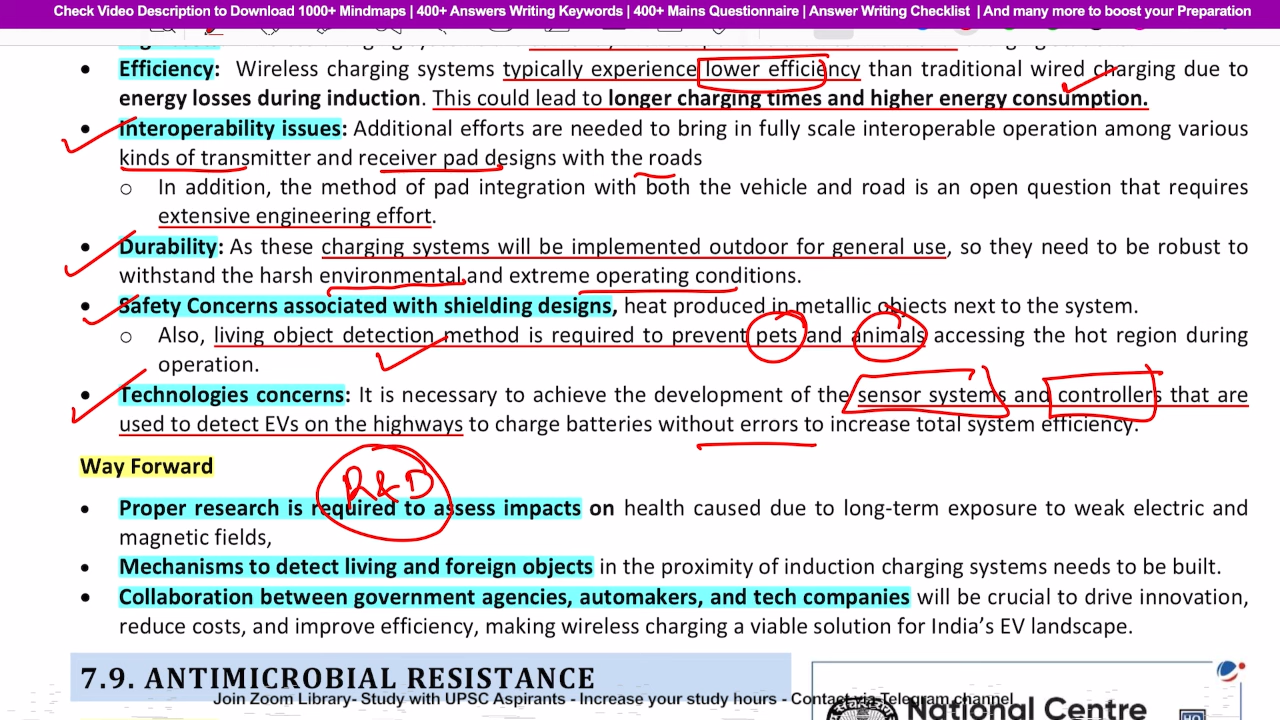 Check Video Description to Download 1000+ Mindmaps | 400+ Answers Writing Keywords | 400+ Mains Questionnaire | Answer Writing Checklist | And many more to boost your Preparation
• Efficiency: Wireless charging systems typically experience lower efficiency than traditional wired charging due to
energy losses during induction. This could lead to longer charging times and higher energy consumption.
• Interoperability issues: Additional efforts are needed to bring in fully scale interoperable operation among various
kinds of transmitter and receiver pad designs with the roads
o In addition, the method of pad integration with both the vehicle and road is an open question that requires
extensive engineering effort.
• Durability: As these charging systems will be implemented outdoor for general use, so they need to be robust to
withstand the harsh environmental and extreme operating conditions.
• Safety Concerns associated with shielding designs, heat produced in metallic objects next to the system.
o Also, living object detection method is required to prevent pets and animals accessing the hot region during
operation.
• Technologies concerns: It is necessary to achieve the development of the sensor systems and controllers that are
used to detect EVs on the highways to charge batteries without errors to increase total system efficiency.
Way Forward
R&D
• Proper research is required to assess impacts on health caused due to long-term exposure to weak electric and
magnetic fields,
• Mechanisms to detect living and foreign objects in the proximity of induction charging systems needs to be built.
• Collaboration between government agencies, automakers, and tech companies will be crucial to drive innovation,
reduce costs, and improve efficiency, making wireless charging a viable solution for India's EV landscape.
7.9. ANTIMICROBIAL RESISTANCE
Join Zoom Library- Study with UPSC Aspirants - Increase your study hours - Contact via Telegram channel
National Centre